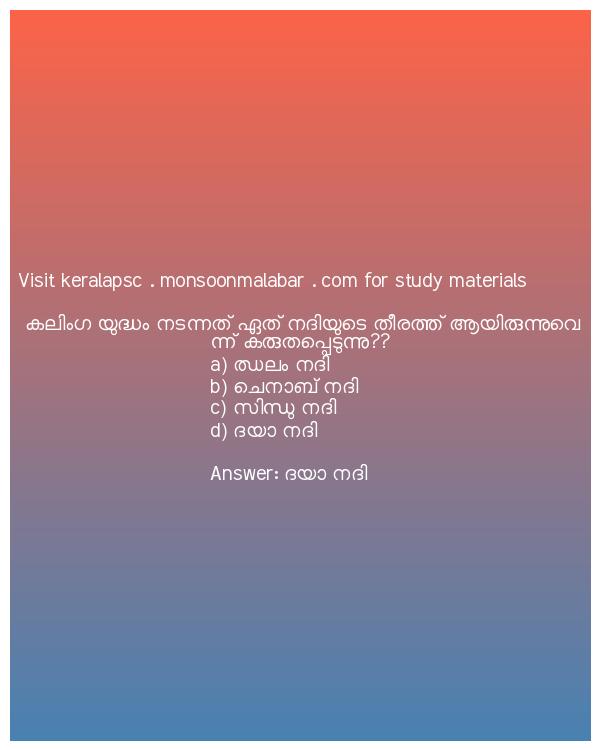 Visit keralapsc . monsoonmalabar . com for study materials
കലിംഗ യുദ്ധം നടന്നത് ഏത് നദിയുടെ തീരത്ത് ആയിരുന്നുവെ
ന്ന് കരുതപ്പെടുന്നു??
a) ഝലം നദി
b) ചെനാബ് നദി
c) സിന്ധു നദി
d) ദയാ നദി
Answer: ദയാ നദി